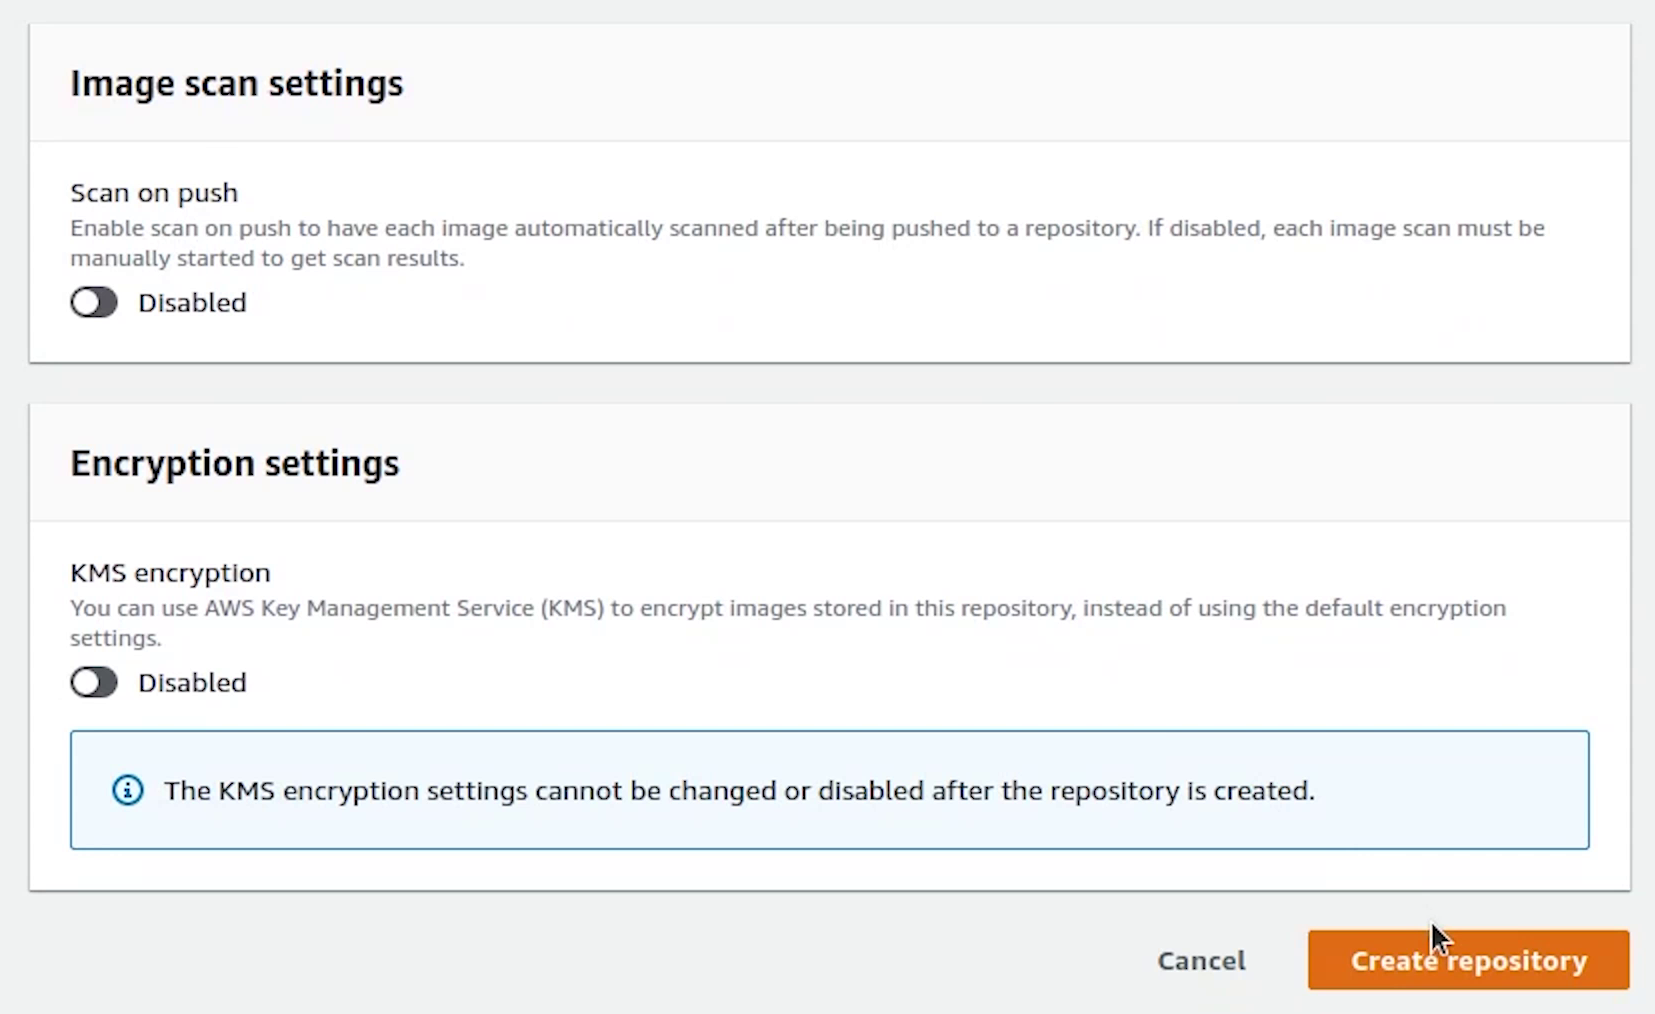 Image scan settings
Scan on push
Enable scan on push to have each image automatically scanned after being pushed to a repository. If disabled, each image scan must be
manually started to get scan results.
Disabled
Encryption settings
KMS encryption
You can use AWS Key Management Service (KMS) to encrypt images stored in this repository, instead of using the default encryption
settings.
Disabled
The KMS encryption settings cannot be changed or disabled after the repository is created.
Cancel
Create repository